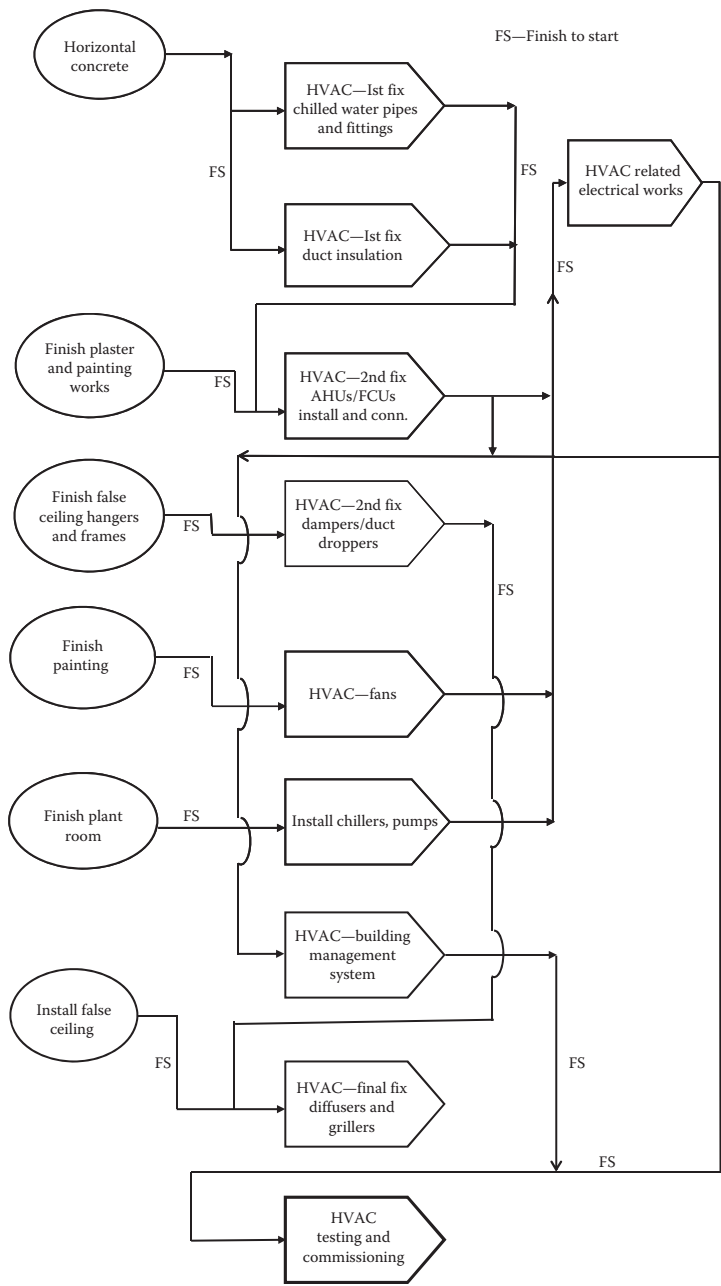 FS—Finish to start
Horizontal
concrete
HVAC—Ist fix
chilled water pipes
and fittings
FS
FS
HVAC related
electrical works
HVAC—Ist fix
duct insulation
FS
Finish plaster
and painting
works
FS
HVAC—2nd fix
AHUs/FCUs
install and conn.
Finish false
ceiling hangers
and frames
FS
HVAC—2nd fix
dampers/duct
droppers
FS
Finish
painting
FS
HVAC—fans
Finish plant
room
FS
Install chillers, pumps
HVAC—building
management
system
Install false
ceiling
FS
FS
HVAC—final fix
diffusers and
grillers
FS
HVAC
testing and
commissioning